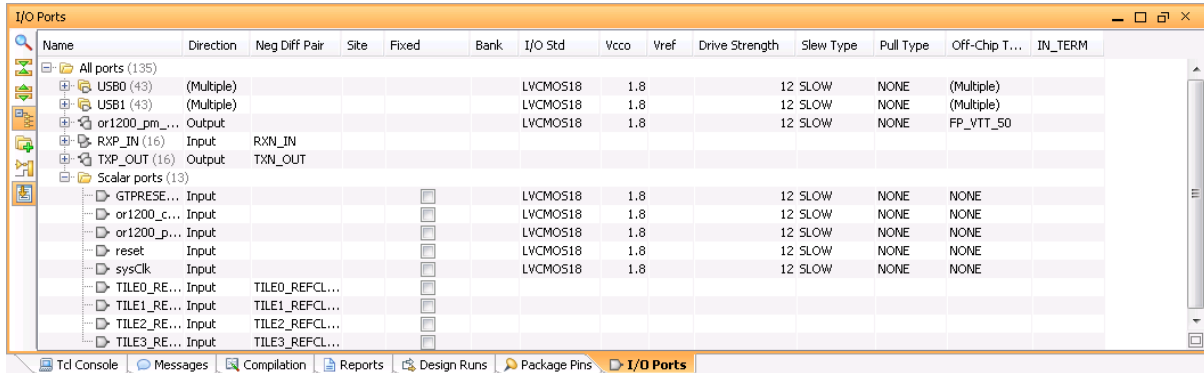 I/O Ports
Name Direction Neg Diff Pair Site Fixed Bank I/O Std Vcco Vref Drive Strength Slew Type Pull Type Off-Chip T... IN_TERM
All ports (135)
USB0 (43) (Multiple) LVCMOS18 1.8 12 SLOW NONE (Multiple)
USB1 (43) (Multiple) LVCMOS18 1.8 12 SLOW NONE (Multiple)
or1200_pm_... Output LVCMOS18 1.8 12 SLOW NONE FP_VTT_50
RXP_IN (16) Input RXN_IN
TXP_OUT (16) Output TXN_OUT
Scalar ports (13)
GTPRESE... Input LVCMOS18 1.8 12 SLOW NONE NONE
or1200_c... Input LVCMOS18 1.8 12 SLOW NONE NONE
or1200_p... Input LVCMOS18 1.8 12 SLOW NONE NONE
reset Input LVCMOS18 1.8 12 SLOW NONE NONE
sysClk Input LVCMOS18 1.8 12 SLOW NONE NONE
TILE0_RE... Input TILE0_REFCL...
TILE1_RE... Input TILE1_REFCL...
TILE2_RE... Input TILE2_REFCL...
TILE3_RE... Input TILE3_REFCL...
Tcl Console Messages Compilation Reports Design Runs Package Pins I/O Ports